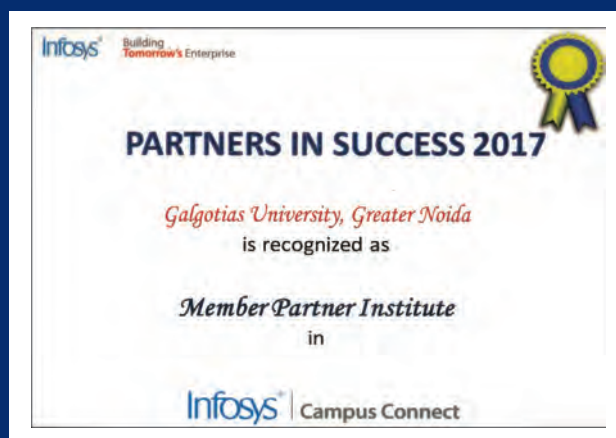 Infosys®
Building
Tomorrow's Enterprise
PARTNERS IN SUCCESS 2017
Galgotias University, Greater Noida
is recognized as
Member Partner Institute
in
Infosys® | Campus Connect